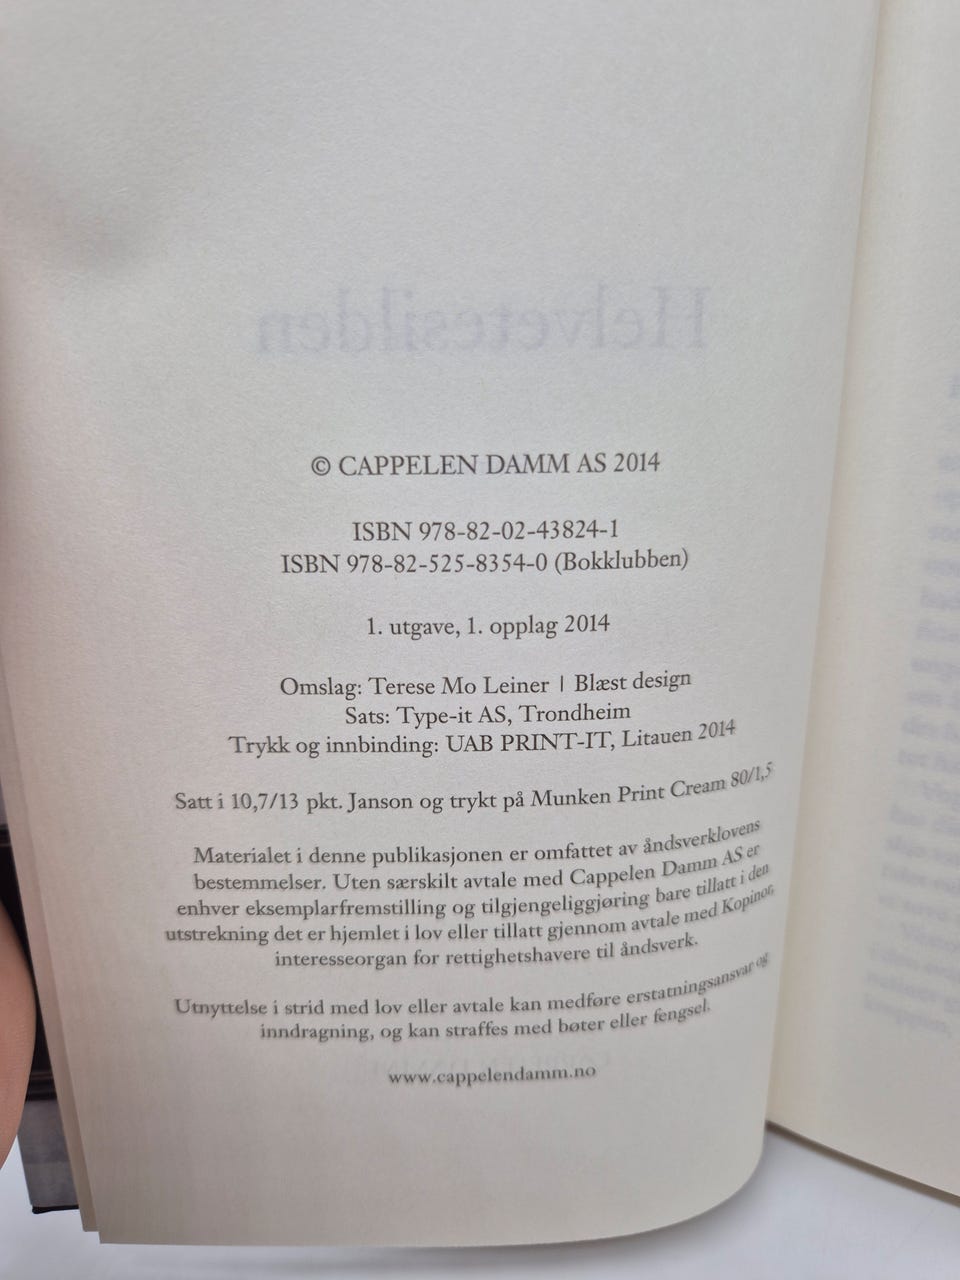 Helvetesilden
© CAPPELEN DAMM AS 2014
ISBN 978-82-02-43824-1
ISBN 978-82-525-8354-0 (Bokklubben)
1. utgave, 1. opplag 2014
Omslag: Terese Mo Leiner | Blæst design
Sats: Type-it AS, Trondheim
Trykk og innbinding: UAB PRINT-IT, Litauen 2014
Satt i 10,7/13 pkt. Janson og trykt på Munken Print Cream 80/1,5
Materialet i denne publikasjonen er omfattet av åndsverklovens
bestemmelser. Uten særskilt avtale med Cappelen Damm AS er
enhver eksemplarfremstilling og tilgjengeliggjøring bare tillatt i den
utstrekning det er hjemlet i lov eller tillatt gjennom avtale med Kopinor,
interesseorgan for rettighetshavere til åndsverk.
Utnyttelse i strid med lov eller avtale kan medføre erstatningsansvar og
inndragning, og kan straffes med bøter eller fengsel.
www.cappelendamm.no